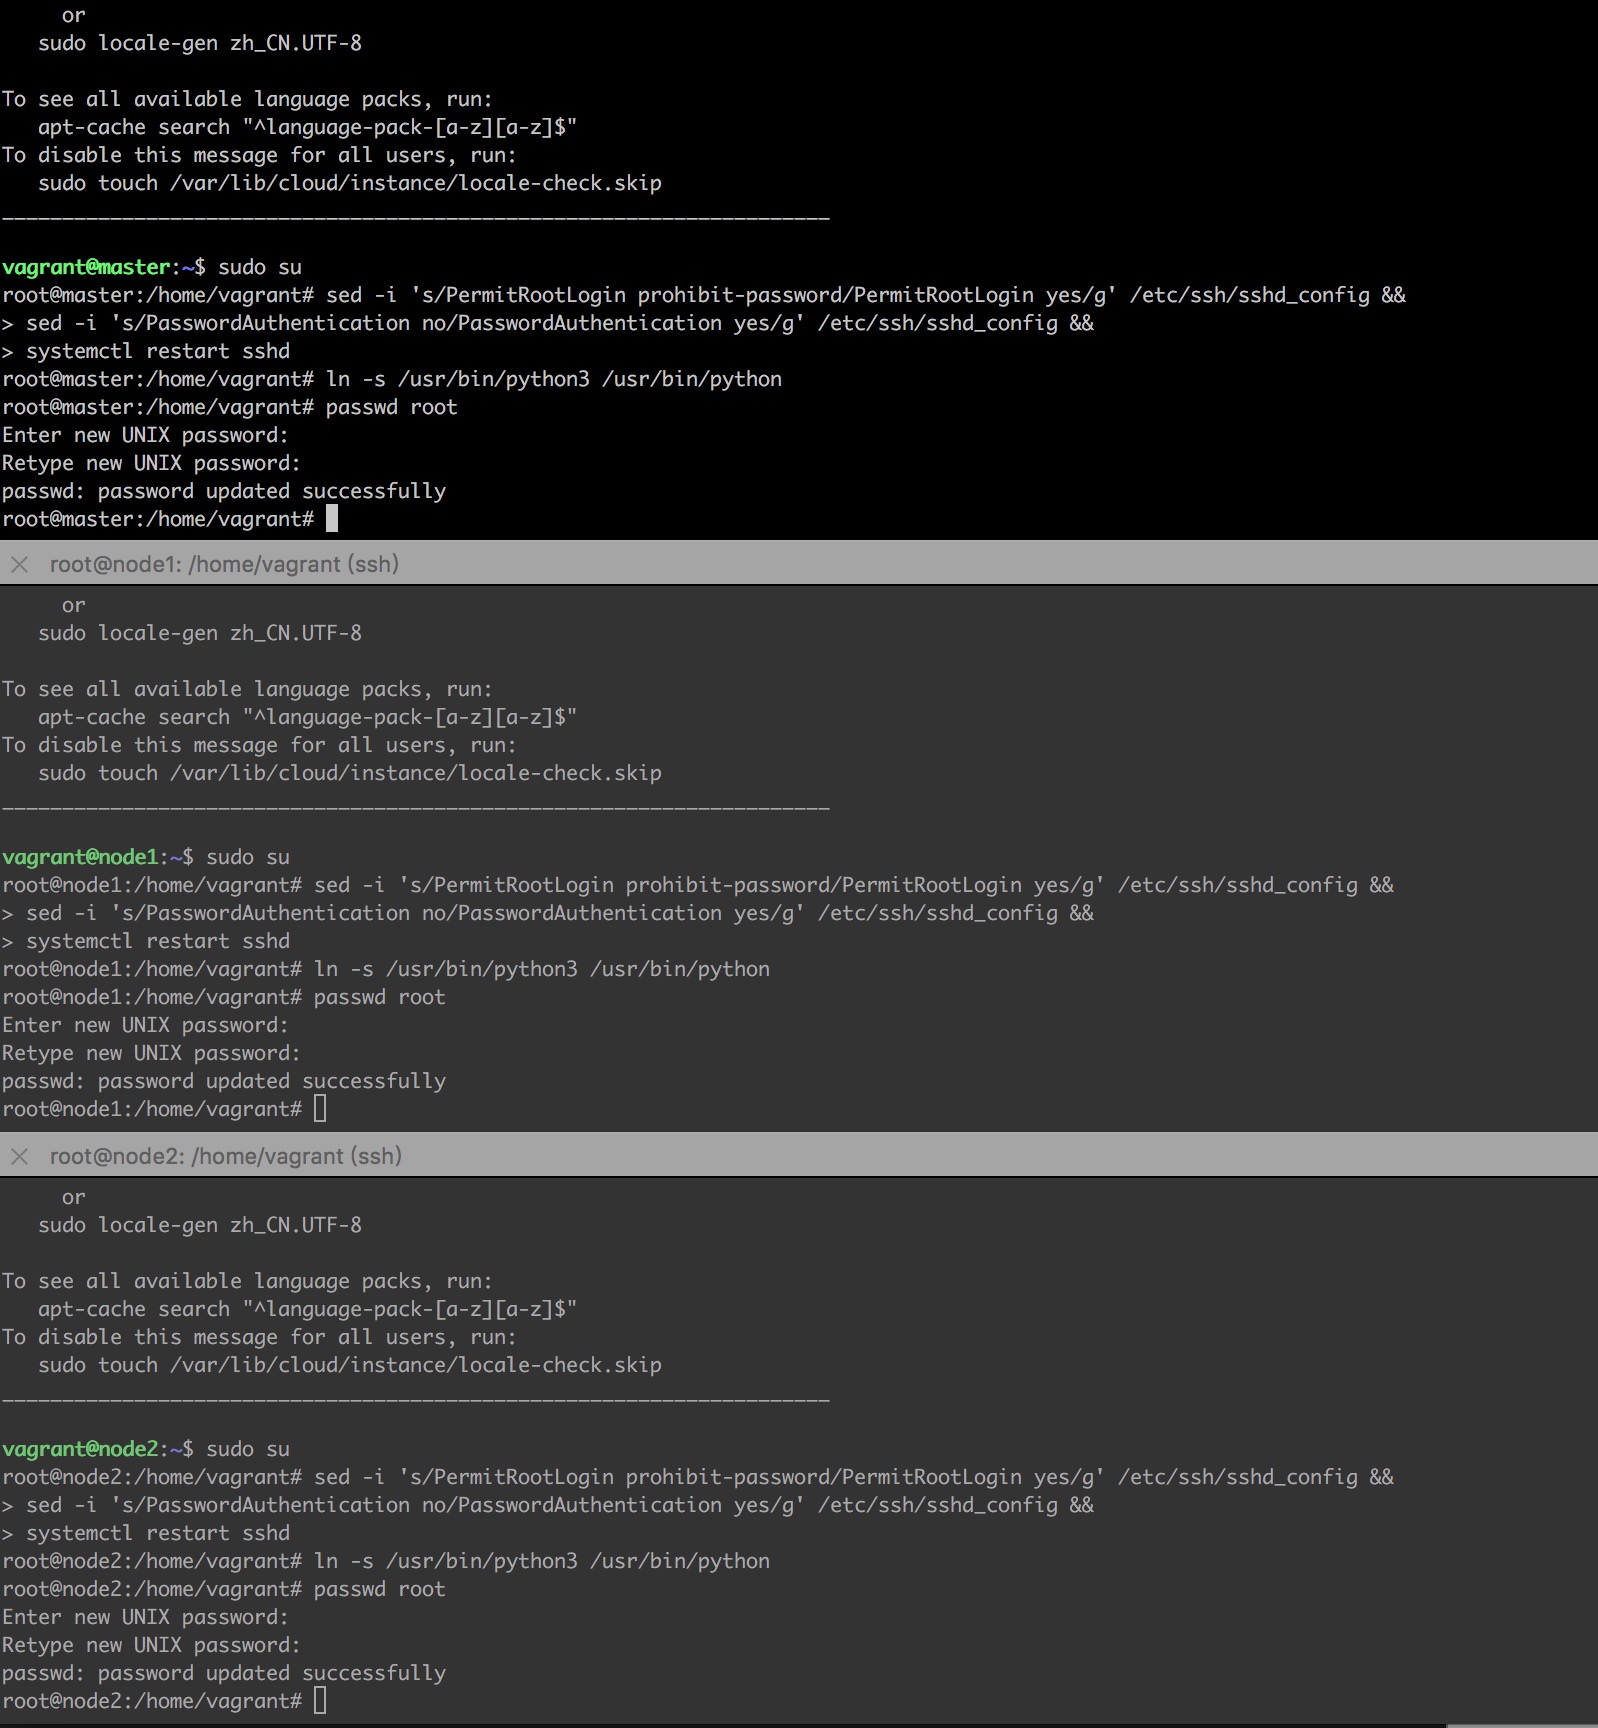 or
   sudo locale-gen zh_CN.UTF-8

To see all available language packs, run:
   apt-cache search "^language-pack-[a-z][a-z]$"
To disable this message for all users, run:
   sudo touch /var/lib/cloud/instance/locale-check.skip
_____________________________________________________________________

vagrant@master:~$ sudo su
root@master:/home/vagrant# sed -i 's/PermitRootLogin prohibit-password/PermitRootLogin yes/g' /etc/ssh/sshd_config &&
> sed -i 's/PasswordAuthentication no/PasswordAuthentication yes/g' /etc/ssh/sshd_config &&
> systemctl restart sshd
root@master:/home/vagrant# ln -s /usr/bin/python3 /usr/bin/python
root@master:/home/vagrant# passwd root
Enter new UNIX password:
Retype new UNIX password:
passwd: password updated successfully
root@master:/home/vagrant#
root@node1: /home/vagrant (ssh)
     or
   sudo locale-gen zh_CN.UTF-8

To see all available language packs, run:
   apt-cache search "^language-pack-[a-z][a-z]$"
To disable this message for all users, run:
   sudo touch /var/lib/cloud/instance/locale-check.skip
_____________________________________________________________________

vagrant@node1:~$ sudo su
root@node1:/home/vagrant# sed -i 's/PermitRootLogin prohibit-password/PermitRootLogin yes/g' /etc/ssh/sshd_config &&
> sed -i 's/PasswordAuthentication no/PasswordAuthentication yes/g' /etc/ssh/sshd_config &&
> systemctl restart sshd
root@node1:/home/vagrant# ln -s /usr/bin/python3 /usr/bin/python
root@node1:/home/vagrant# passwd root
Enter new UNIX password:
Retype new UNIX password:
passwd: password updated successfully
root@node1:/home/vagrant#
root@node2: /home/vagrant (ssh)
     or
   sudo locale-gen zh_CN.UTF-8

To see all available language packs, run:
   apt-cache search "^language-pack-[a-z][a-z]$"
To disable this message for all users, run:
   sudo touch /var/lib/cloud/instance/locale-check.skip
_____________________________________________________________________

vagrant@node2:~$ sudo su
root@node2:/home/vagrant# sed -i 's/PermitRootLogin prohibit-password/PermitRootLogin yes/g' /etc/ssh/sshd_config &&
> sed -i 's/PasswordAuthentication no/PasswordAuthentication yes/g' /etc/ssh/sshd_config &&
> systemctl restart sshd
root@node2:/home/vagrant# ln -s /usr/bin/python3 /usr/bin/python
root@node2:/home/vagrant# passwd root
Enter new UNIX password:
Retype new UNIX password:
passwd: password updated successfully
root@node2:/home/vagrant#